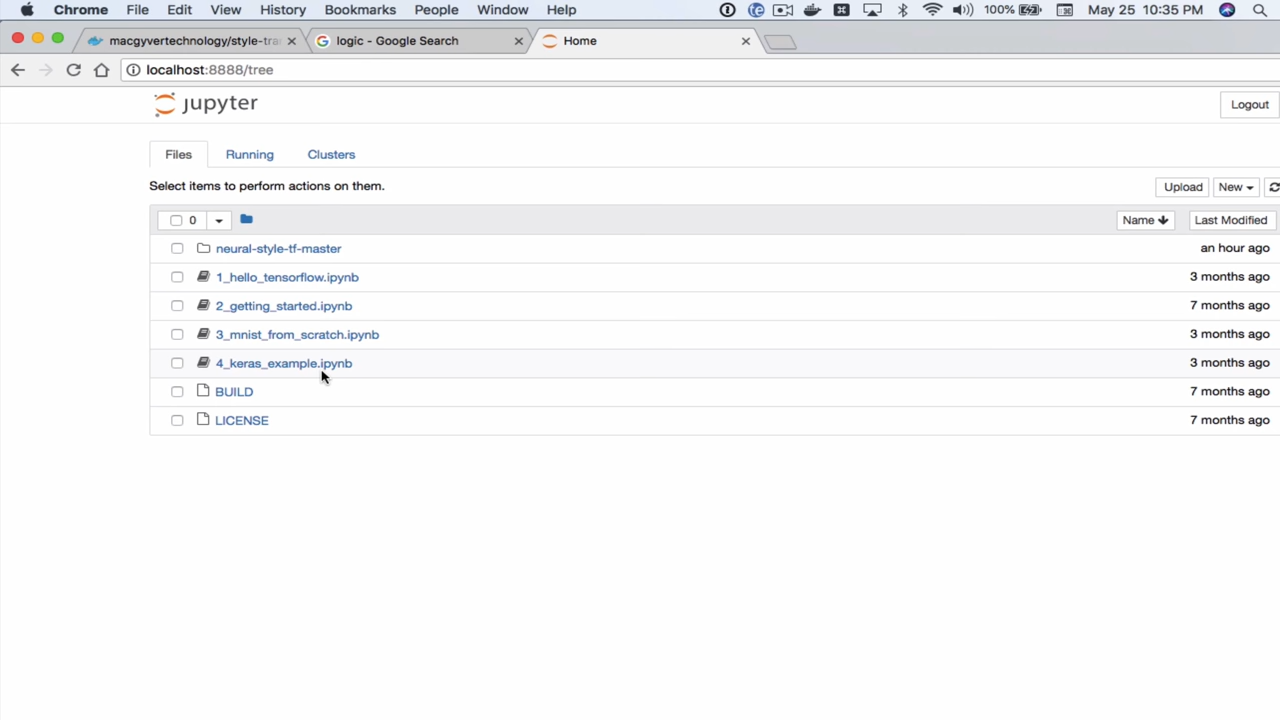 Chrome File Edit View History Bookmarks People Window Help 100% May 25 10:35 PM
macgyvertechnology/style-tra logic - Google Search Home
localhost:8888/tree
jupyter Logout
Files Running Clusters
Select items to perform actions on them. Upload New
0 Name Last Modified
neural-style-tf-master an hour ago
1_hello_tensorflow.ipynb 3 months ago
2_getting_started.ipynb 7 months ago
3_mnist_from_scratch.ipynb 3 months ago
4_keras_example.ipynb 3 months ago
BUILD 7 months ago
LICENSE 7 months ago